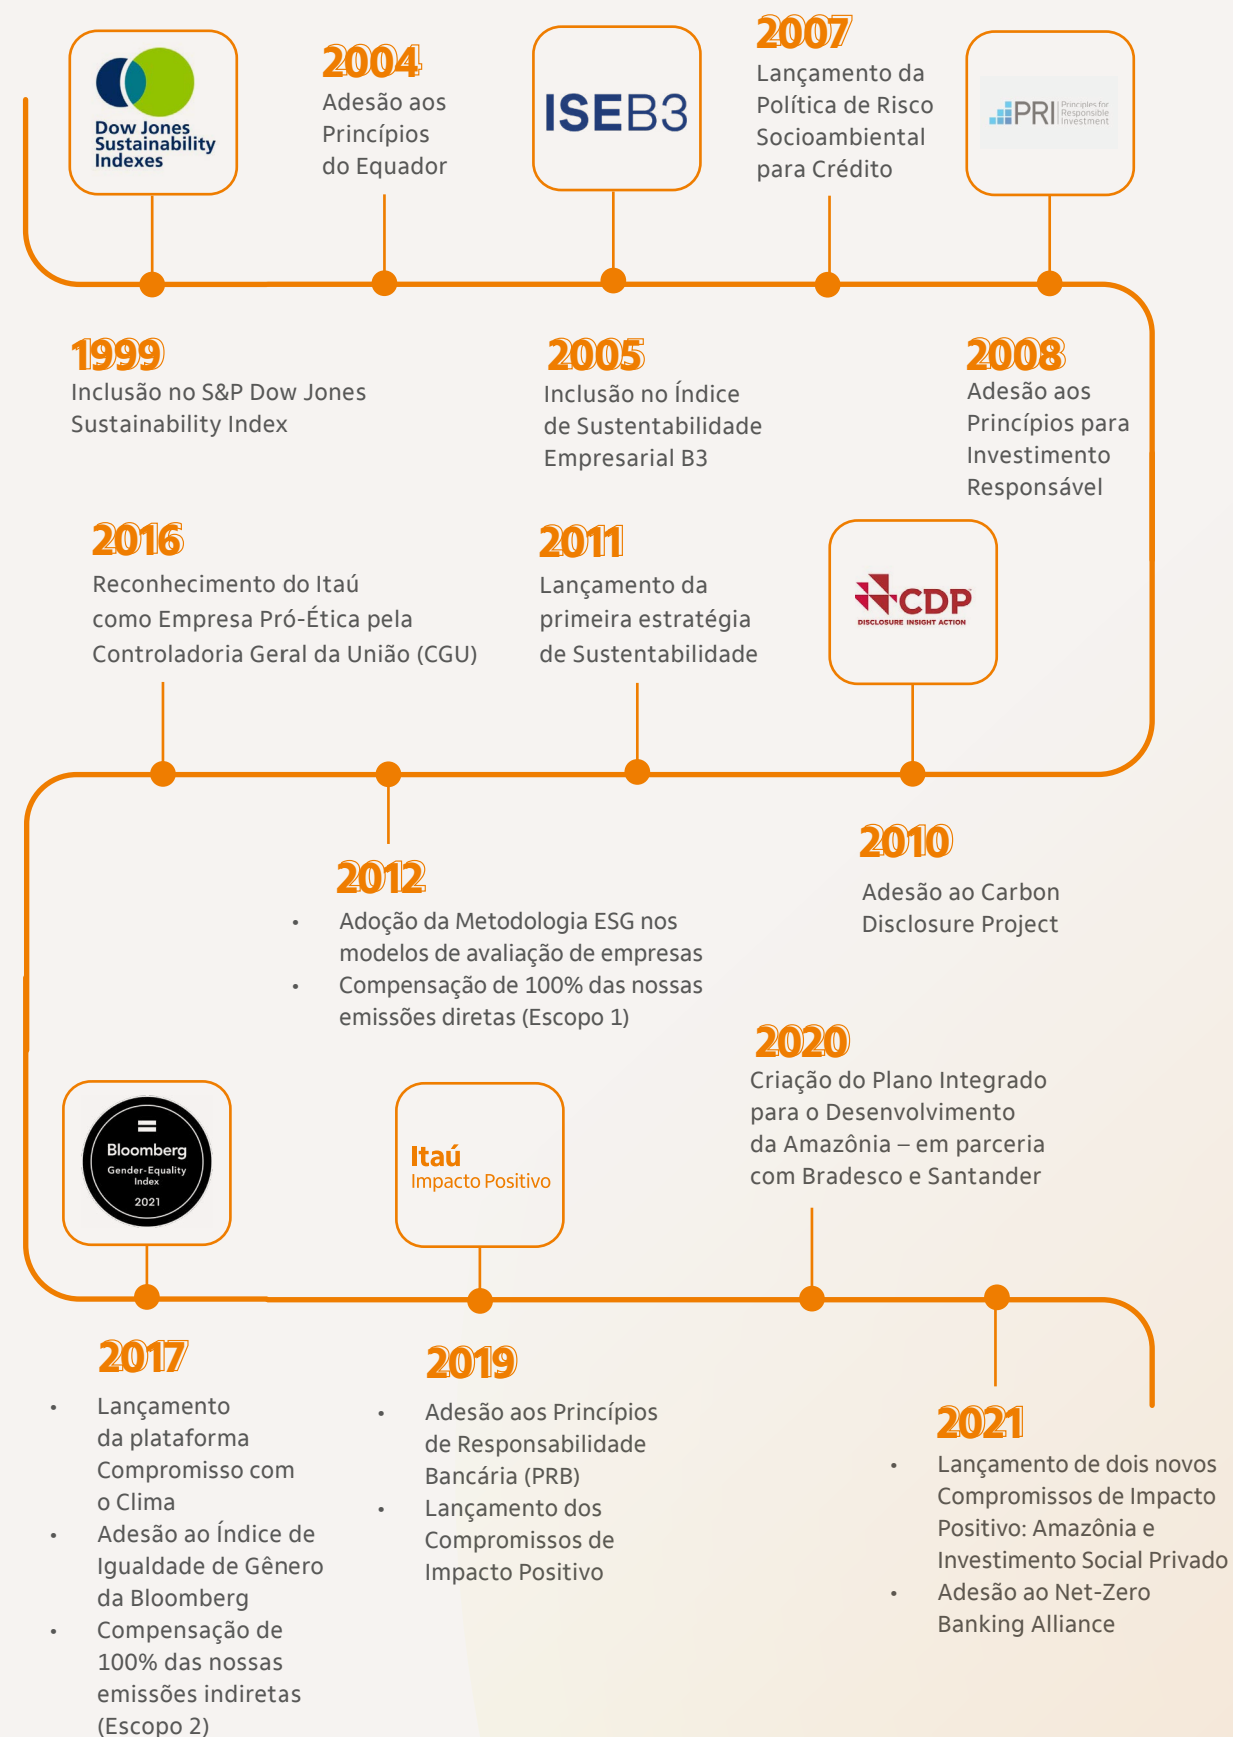 Dow Jones
Sustainability
Indexes
1999
Inclusão no S&P Dow Jones
Sustainability Index
2004
Adesão aos
Princípios
do Equador
ISEB3
2005
Inclusão no Índice
de Sustentabilidade
Empresarial B3
2007
Lançamento da
Política de Risco
Socioambiental
para Crédito
PRI
Principles for
Responsible
Investment
2008
Adesão aos
Princípios para
Investimento
Responsável
CDP
DISCLOSURE INSIGHT ACTION
2010
Adesão ao Carbon
Disclosure Project
2011
Lançamento da
primeira estratégia
de Sustentabilidade
2012
• Adoção da Metodologia ESG nos
modelos de avaliação de empresas
• Compensação de 100% das nossas
emissões diretas (Escopo 1)
2016
Reconhecimento do Itaú
como Empresa Pró-Ética pela
Controladoria Geral da União (CGU)
Bloomberg
Gender-Equality
Index
2021
2017
• Lançamento
da plataforma
Compromisso com
o Clima
• Adesão ao Índice de
Igualdade de Gênero
da Bloomberg
• Compensação de
100% das nossas
emissões indiretas
(Escopo 2)
Itaú
Impacto Positivo
2019
• Adesão aos Princípios
de Responsabilidade
Bancária (PRB)
• Lançamento dos
Compromissos de
Impacto Positivo
2020
Criação do Plano Integrado
para o Desenvolvimento
da Amazônia – em parceria
com Bradesco e Santander
2021
• Lançamento de dois novos
Compromissos de Impacto
Positivo: Amazônia e
Investimento Social Privado
• Adesão ao Net-Zero
Banking Alliance